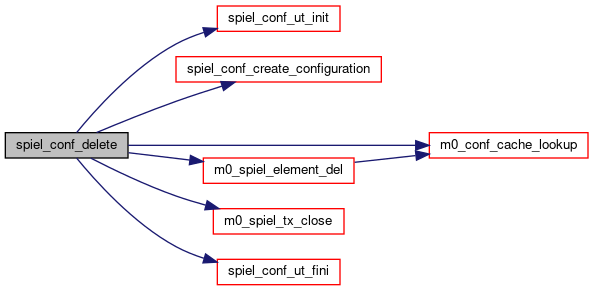 spiel_conf_ut_init
spiel_conf_create_configuration
spiel_conf_delete
m0_conf_cache_lookup
m0_spiel_element_del
m0_spiel_tx_close
spiel_conf_ut_fini